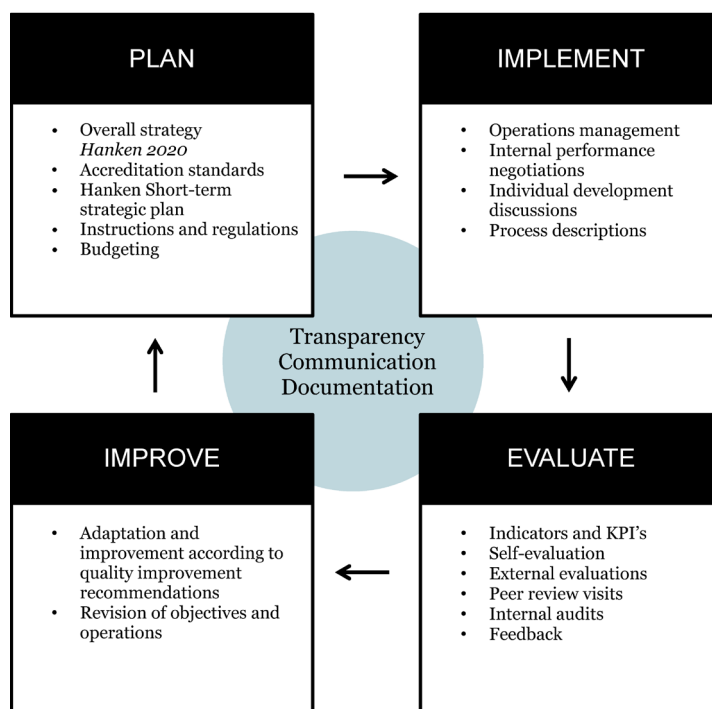 PLAN
• Overall strategy
Hanken 2020
• Accreditation standards
• Hanken Short-term
strategic plan
• Instructions and regulations
• Budgeting
IMPLEMENT
• Operations management
• Internal performance
negotiations
• Individual development
discussions
• Process descriptions
Transparency
Communication
Documentation
IMPROVE
• Adaptation and
improvement according to
quality improvement
recommendations
• Revision of objectives and
operations
EVALUATE
• Indicators and KPI's
• Self-evaluation
• External evaluations
• Peer review visits
• Internal audits
• Feedback